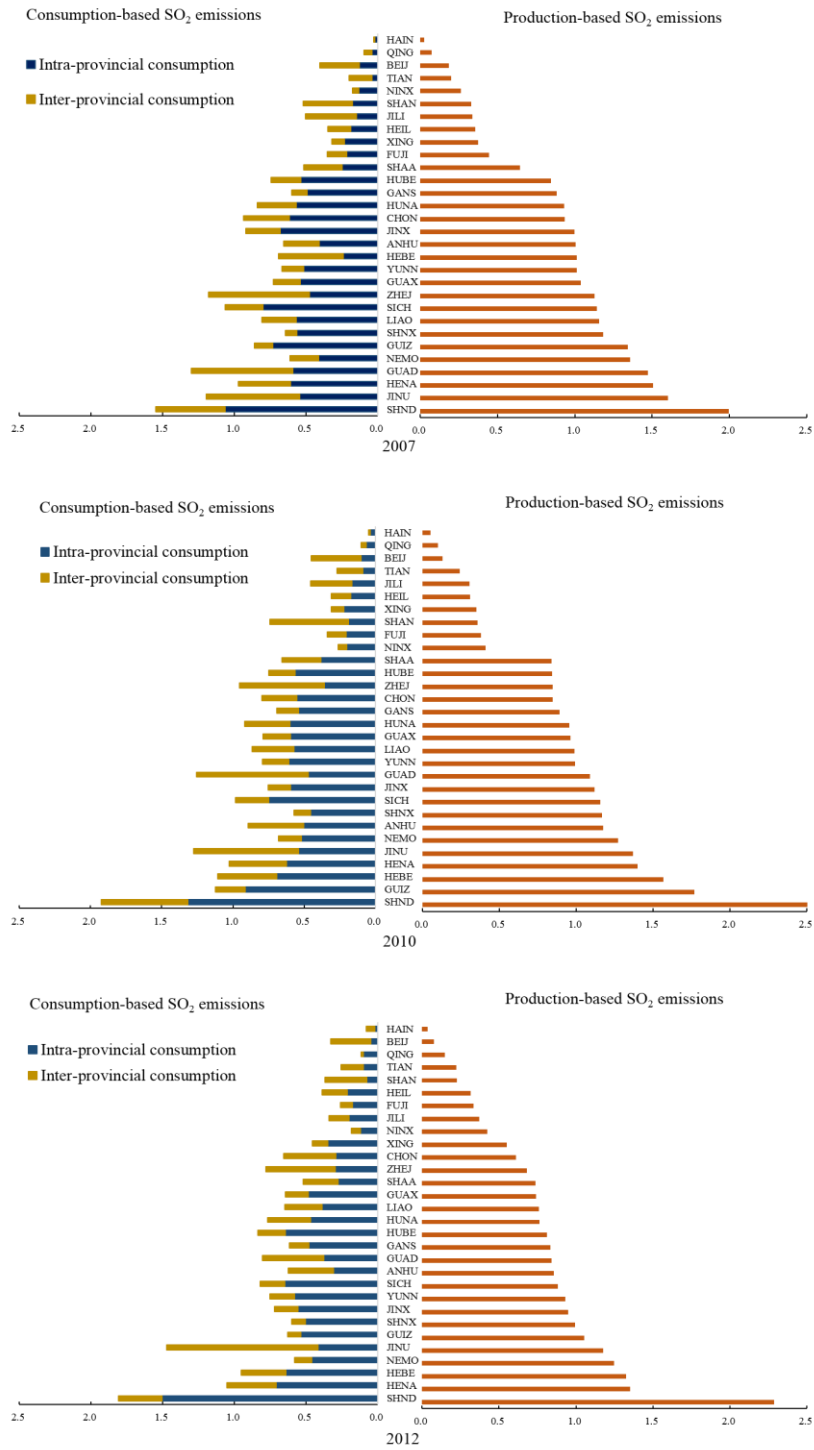 Consumption-based SO₂ emissions
Production-based SO₂ emissions
Intra-provincial consumption
Inter-provincial consumption
HAIN
QING
BEIJ
TIAN
NINX
SHAN
JILI
HEIL
XING
FUJI
SHAA
HUBE
GANS
HUNA
CHON
JINX
ANHU
HEBE
YUNN
GUAX
ZHEJ
SICH
LIAO
SHNX
GUIZ
NEMO
GUAD
HENA
JINU
SHND
2.5 2.0 1.5 1.0 0.5 0.0 0.0 0.5 1.0 1.5 2.0 2.5
2007
Consumption-based SO₂ emissions
Production-based SO₂ emissions
Intra-provincial consumption
Inter-provincial consumption
HAIN
QING
BEIJ
TIAN
JILI
HEIL
XING
SHAN
FUJI
NINX
SHAA
HUBE
ZHEJ
CHON
GANS
HUNA
GUAX
LIAO
YUNN
GUAD
JINX
SICH
SHNX
ANHU
NEMO
JINU
HENA
HEBE
GUIZ
SHND
2.5 2.0 1.5 1.0 0.5 0.0 0.0 0.5 1.0 1.5 2.0 2.5
2010
Consumption-based SO₂ emissions
Production-based SO₂ emissions
Intra-provincial consumption
Inter-provincial consumption
HAIN
BEIJ
QING
TIAN
SHAN
HEIL
FUJI
JILI
NINX
XING
CHON
ZHEJ
SHAA
GUAX
LIAO
HUNA
HUBE
GANS
GUAD
ANHU
SICH
YUNN
JINX
SHNX
GUIZ
JINU
NEMO
HEBE
HENA
SHND
2.5 2.0 1.5 1.0 0.5 0.0 0.0 0.5 1.0 1.5 2.0 2.5
2012